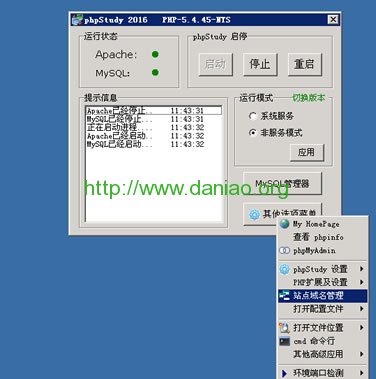 phpStudy 2016 PHP-5.4.45-NTS
运行状态
Apache:
MySQL:
phpStudy 启停
启动 停止 重启
提示信息
Apache已经停止.. 11:43:31
MySQL已经停止... 11:43:31
正在启动进程.... 11:43:32
Apache已经启动.. 11:43:32
MySQL已经启动... 11:43:32
运行模式 切换版本
系统服务
非服务模式
应用
MySQL管理器
http://www.daniao.org
其他选项菜单
My HomePage
查看 phpinfo
phpMyAdmin
phpStudy 设置
PHP扩展及设置
站点域名管理
打开配置文件
打开文件位置
cmd 命令行
其他高级应用
环境端口检测